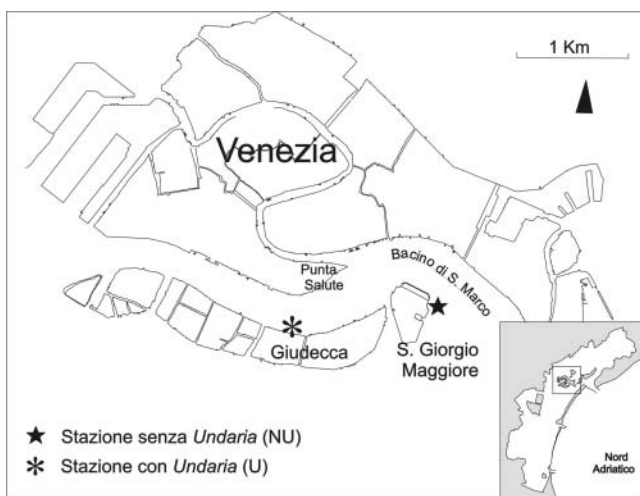 1 Km
Venezia
Bacino di S. Marco
Punta
Salute
Giudecca
S. Giorgio
Maggiore
Stazione senza Undaria (NU)
Stazione con Undaria (U)
Nord
Adriatico